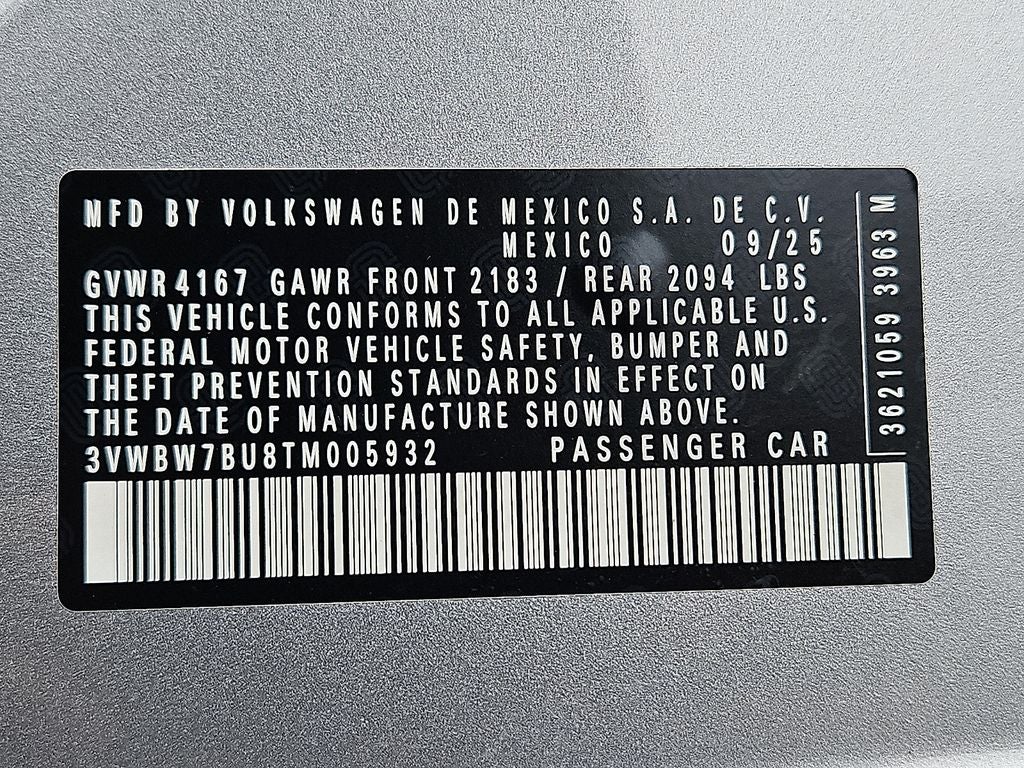 MFD BY VOLKSWAGEN DE MEXICO S.A. DE C.V.
MEXICO 09/25
GVWR 4167 GAWR FRONT 2183 / REAR 2094 LBS
THIS VEHICLE CONFORMS TO ALL APPLICABLE U.S.
FEDERAL MOTOR VEHICLE SAFETY, BUMPER AND
THEFT PREVENTION STANDARDS IN EFFECT ON
THE DATE OF MANUFACTURE SHOWN ABOVE.
3VWBW7BU8TM005932 PASSENGER CAR
3621059 3963 M